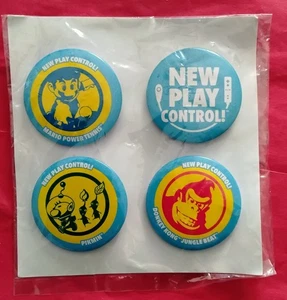 NEW PLAY CONTROL!
MARIO POWER TENNIS
NEW
PLAY
CONTROL!
NEW PLAY CONTROL!
PIKMIN
NEW PLAY CONTROL!
DONKEY KONG JUNGLE BEAT